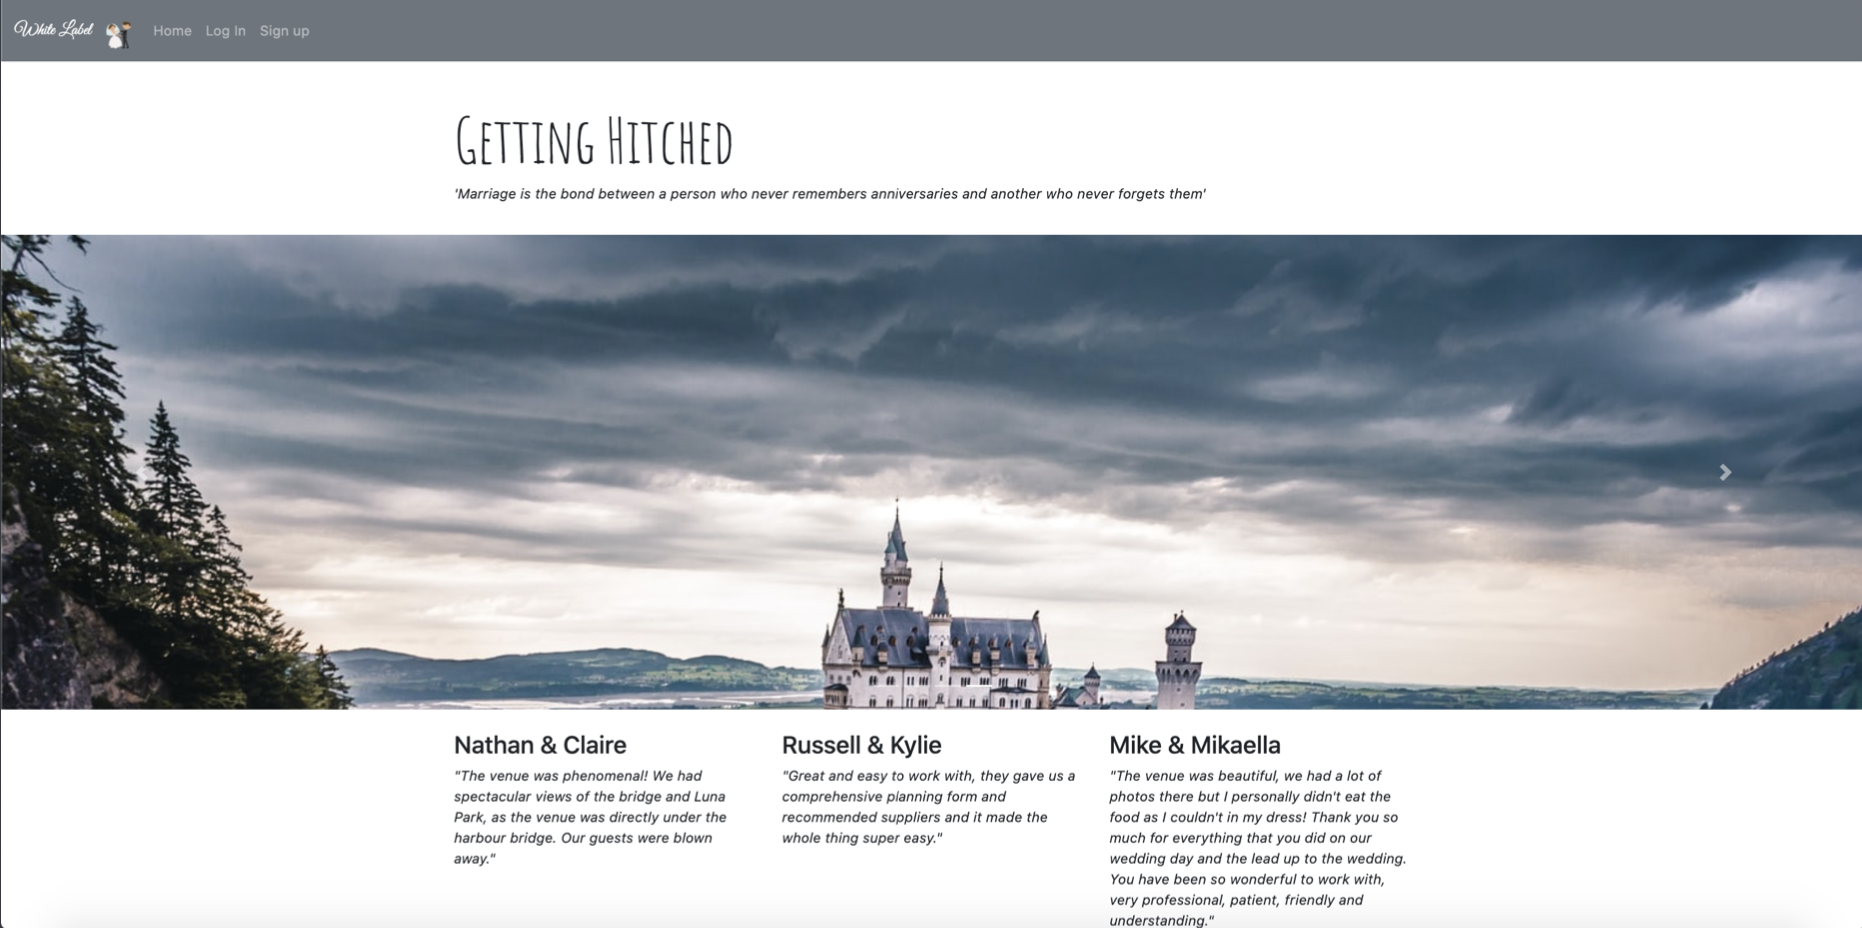 White Label Home Log In Sign up
Getting Hitched
'Marriage is the bond between a person who never remembers anniversaries and another who never forgets them'
Nathan & Claire
"The venue was phenomenal! We had
spectacular views of the bridge and Luna
Park, as the venue was directly under the
harbour bridge. Our guests were blown
away."
Russell & Kylie
"Great and easy to work with, they gave us a
comprehensive planning form and
recommended suppliers and it made the
whole thing super easy."
Mike & Mikaella
"The venue was beautiful, we had a lot of
photos there but I personally didn't eat the
food as I couldn't in my dress! Thank you so
much for everything that you did on our
wedding day and the lead up to the wedding.
You have been so wonderful to work with,
very professional, patient, friendly and
understanding."